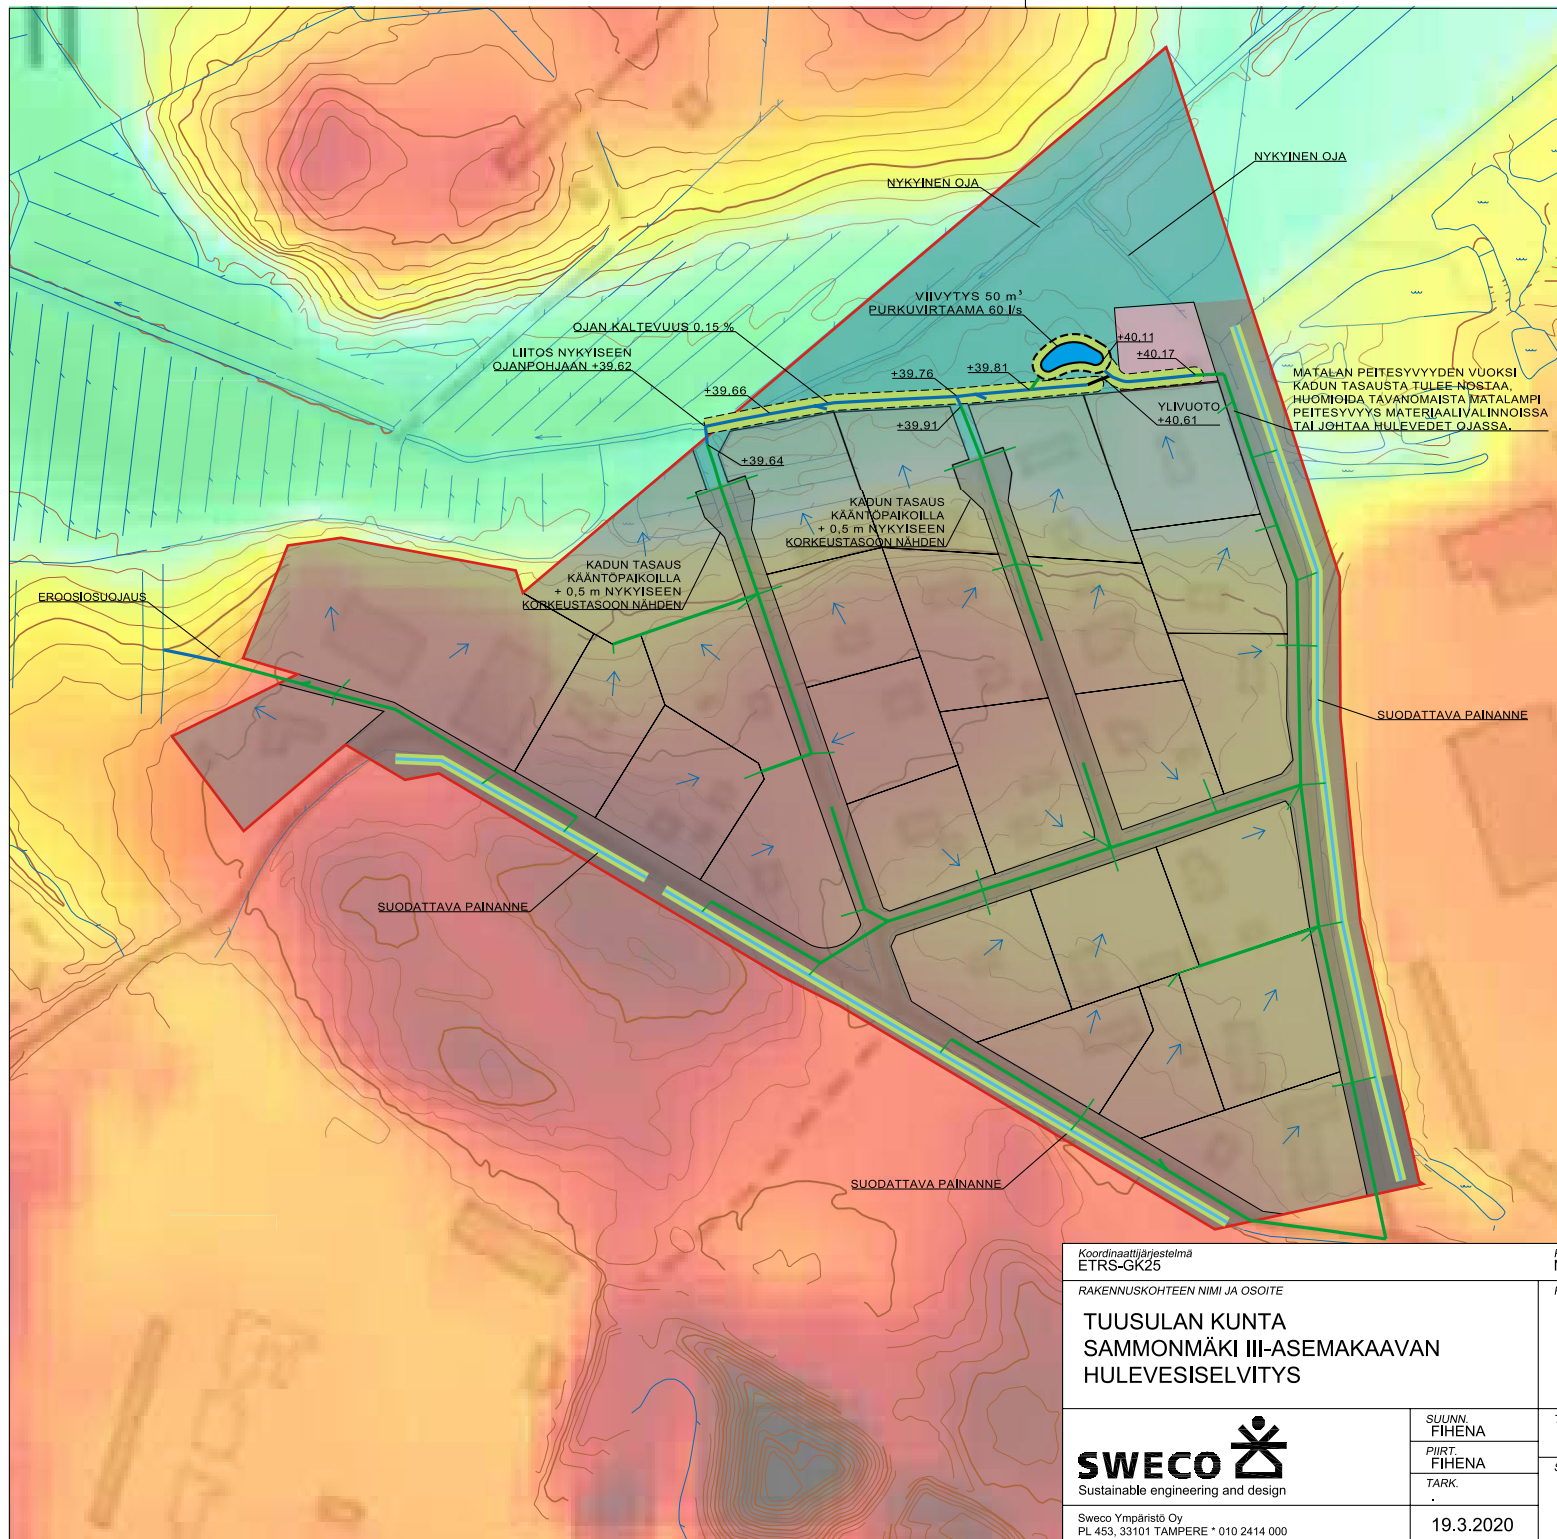 NYKYINEN OJA
NYKYINEN OJA
VIIVYTYS 50 m³
PURKUVIRTAAMA 60 l/s
OJAN KALTEVUUS 0,15 %
LIITOS NYKYISEEN
OJANPOHJAAN +39.62
+40.11
+40.17
+39.76
+39.81
+39.66
MATALAN PEITESYVYYDEN VUOKSI
KADUN TASAUSTA TULEE NOSTAA,
HUOMIOIDA TAVANOMAISTA MATALAMPI
PEITESYVYYS MATERIAALIVALINNOISSA
TAI JOHTAA HULEVEDET OJASSA.
YLIVUOTO
+40,61
+39.91
+39.64
KADUN TASAUS
KÄÄNTÖPAIKOILLA
+ 0,5 m NYKYISEEN
KORKEUSTASOON NÄHDEN
KADUN TASAUS
KÄÄNTÖPAIKOILLA
+ 0,5 m NYKYISEEN
KORKEUSTASOON NÄHDEN
EROOSIOSUOJAUS
SUODATTAVA PAINANNE
SUODATTAVA PAINANNE
SUODATTAVA PAINANNE
Koordinaattijärjestelmä
ETRS-GK25
RAKENNUSKOHTEEN NIMI JA OSOITE
TUUSULAN KUNTA
SAMMONMÄKI III-ASEMAKAAVAN
HULEVESISELVITYS
SWECO
Sustainable engineering and design
SUUNN.
FIHENA
PIIRT.
FIHENA
TARK.
.
Sweco Ympäristö Oy
PL 453, 33101 TAMPERE * 010 2414 000
19.3.2020